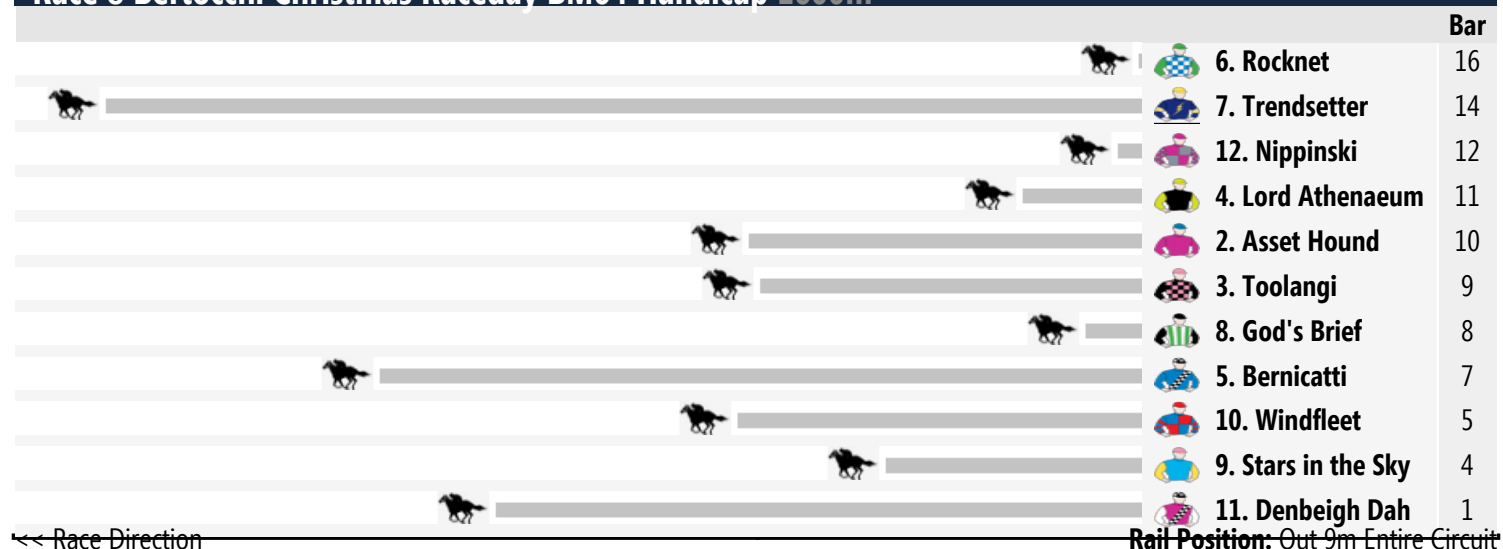 Bar
6. Rocknet 16
7. Trendsetter 14
12. Nippinski 12
4. Lord Athenaeum 11
2. Asset Hound 10
3. Toolangi 9
8. God's Brief 8
5. Bernicatti 7
10. Windfleet 5
9. Stars in the Sky 4
11. Denbeigh Dah 1
<< Race Direction Rail Position: Out 9m Entire Circuit